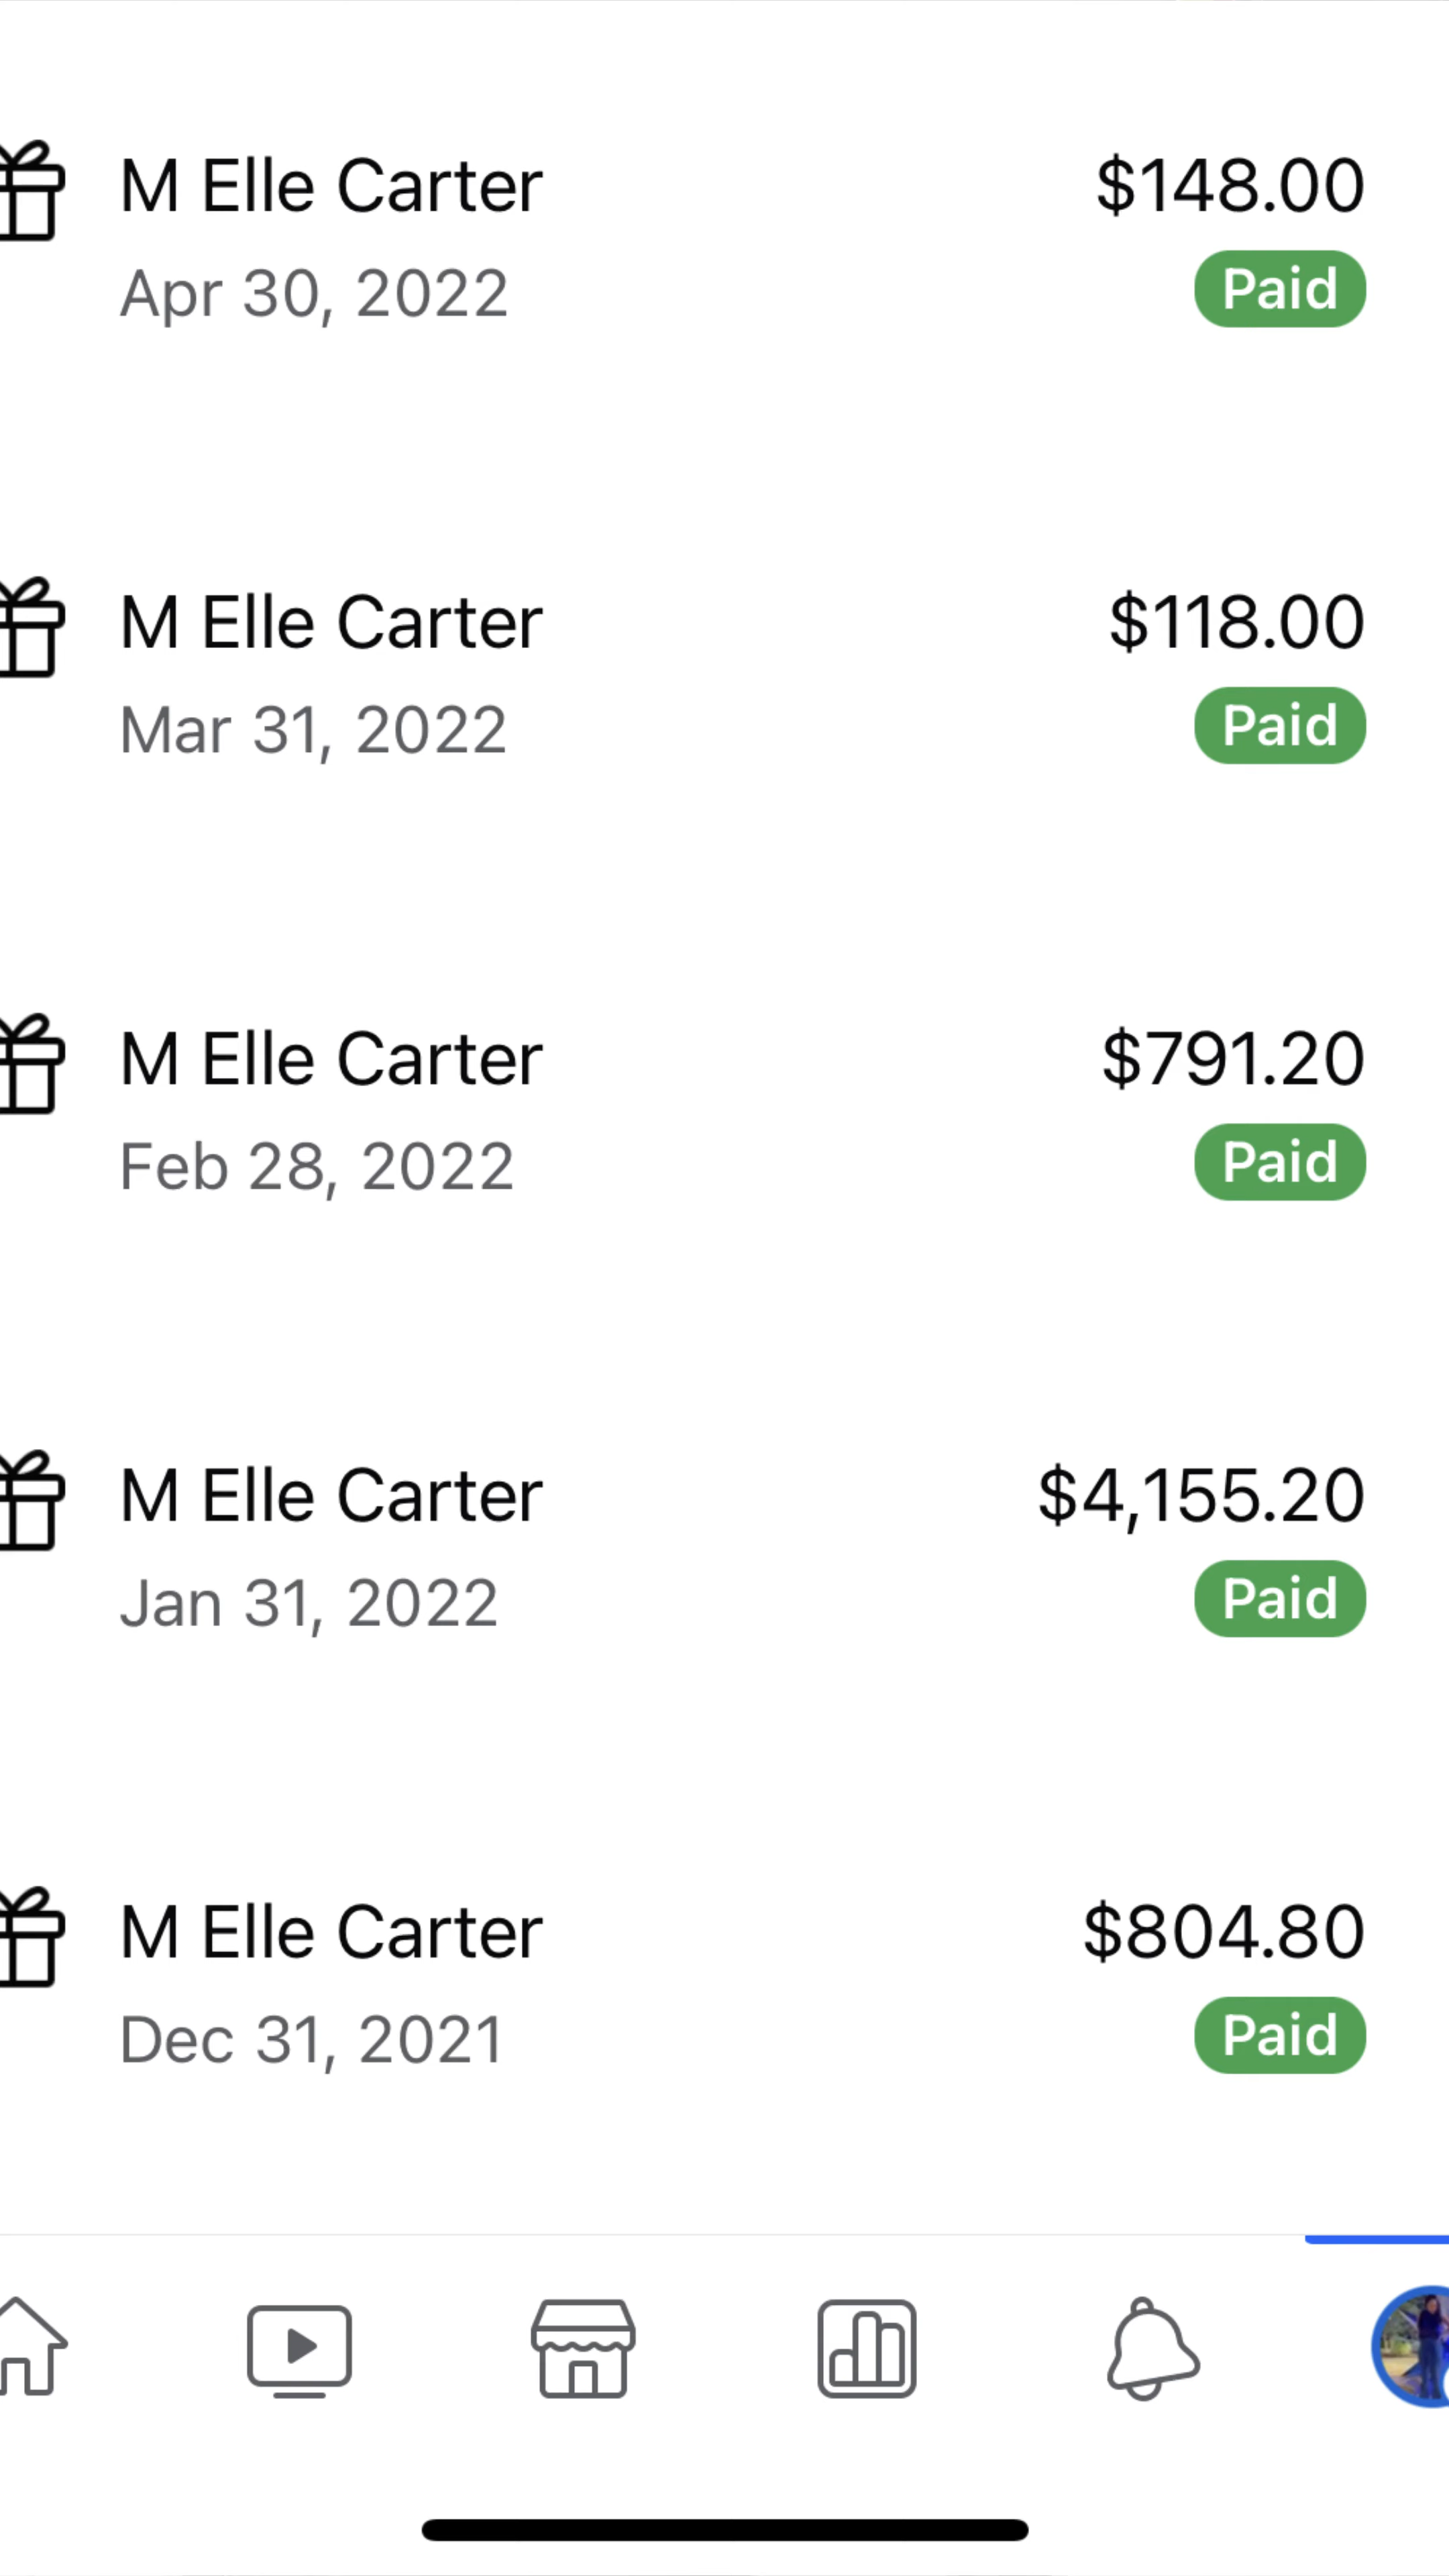 M Elle Carter $148.00
Apr 30, 2022 Paid
M Elle Carter $118.00
Mar 31, 2022 Paid
M Elle Carter $791.20
Feb 28, 2022 Paid
M Elle Carter $4,155.20
Jan 31, 2022 Paid
M Elle Carter $804.80
Dec 31, 2021 Paid